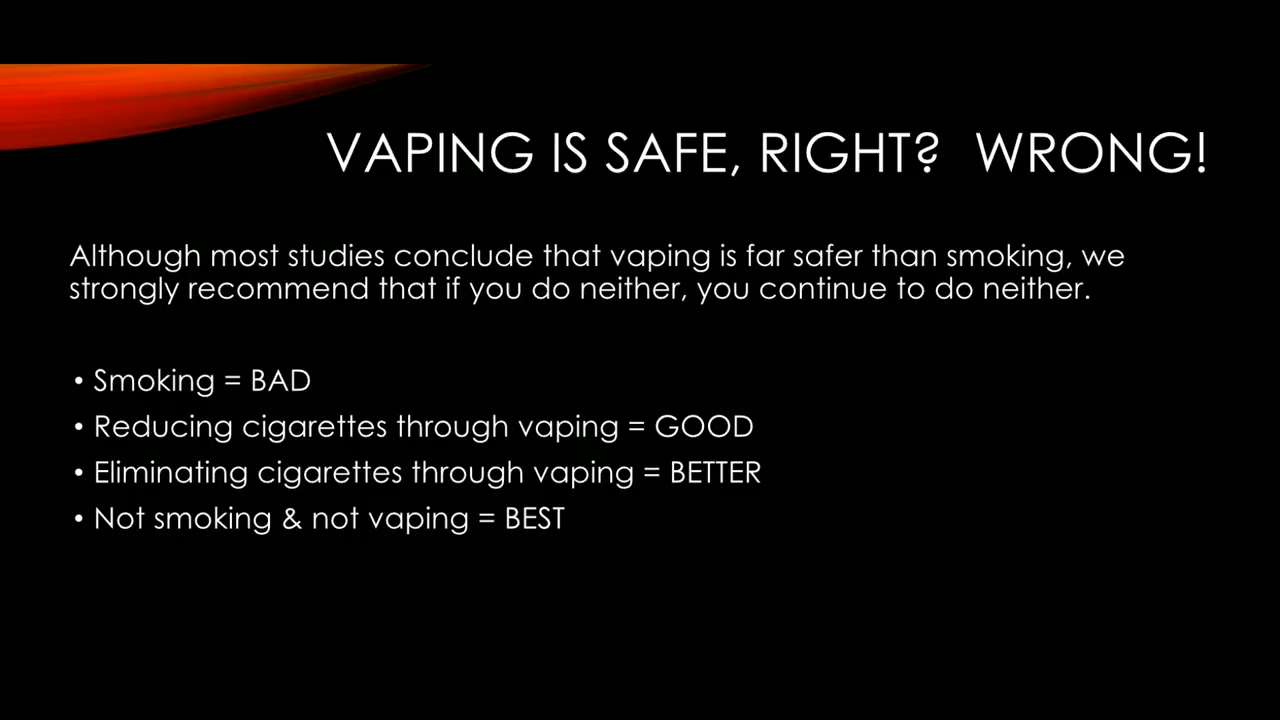 VAPING IS SAFE, RIGHT?  WRONG!
Although most studies conclude that vaping is far safer than smoking, we
strongly recommend that if you do neither, you continue to do neither.
• Smoking = BAD
• Reducing cigarettes through vaping = GOOD
• Eliminating cigarettes through vaping = BETTER
• Not smoking & not vaping = BEST